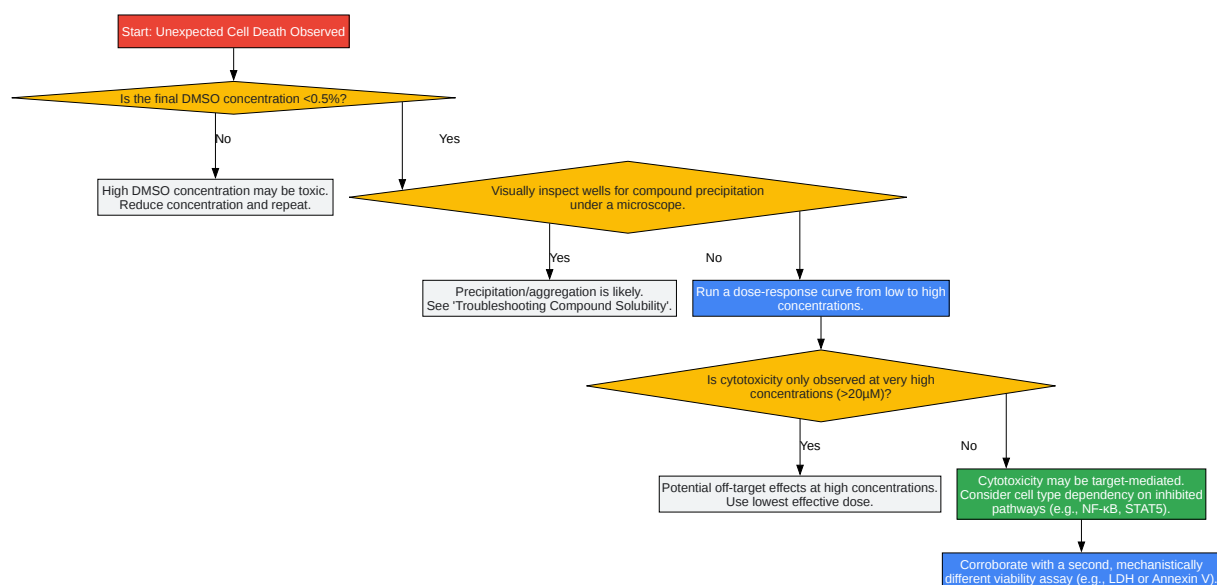 Start: Unexpected Cell Death Observed
Is the final DMSO concentration <0.5%?
No
Yes
High DMSO concentration may be toxic.
Reduce concentration and repeat.
Visually inspect wells for compound precipitation
under a microscope.
Yes
No
Precipitation/aggregation is likely.
See 'Troubleshooting Compound Solubility'.
Run a dose-response curve from low to high
concentrations.
Is cytotoxicity only observed at very high
concentrations (>20µM)?
Yes
No
Potential off-target effects at high concentrations.
Use lowest effective dose.
Cytotoxicity may be target-mediated.
Consider cell type dependency on inhibited
pathways (e.g., NF-κB, STAT5).
Corroborate with a second, mechanistically
different viability assay (e.g., LDH or Annexin V)